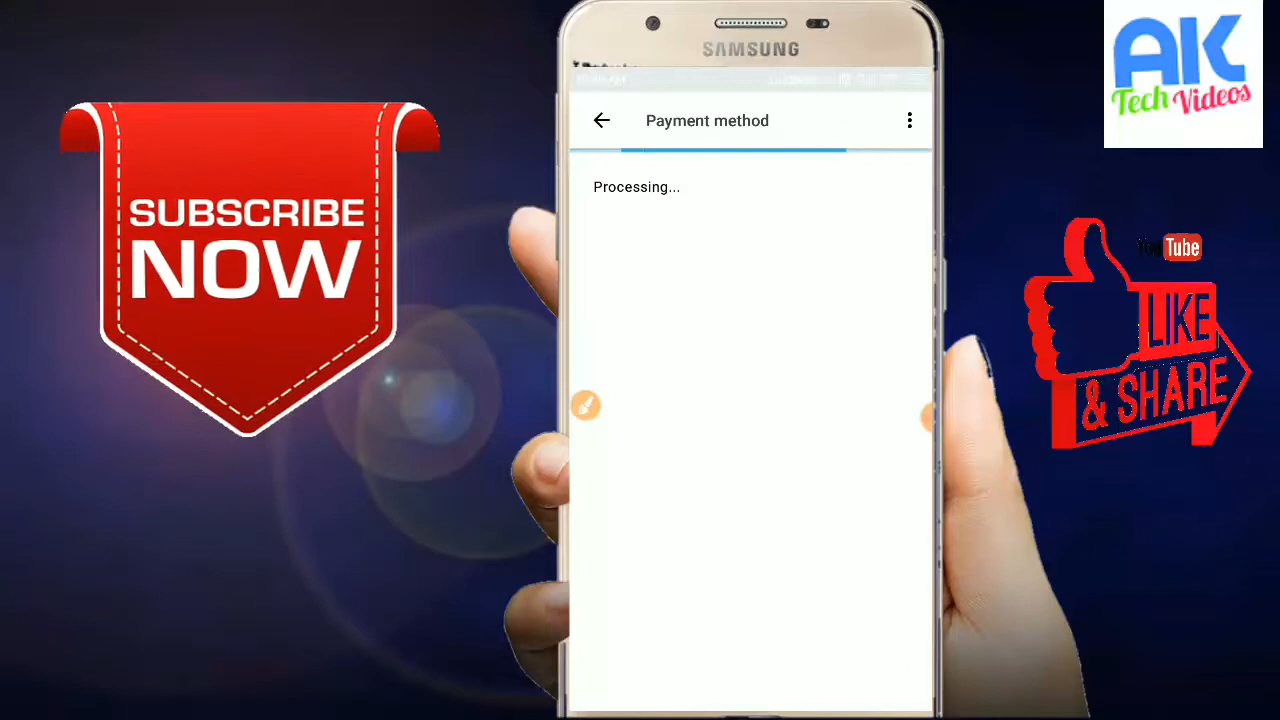 SUBSCRIBE
NOW
SAMSUNG
Payment method
Processing...
AK
Tech Videos
YouTube
LIKE
& SHARE